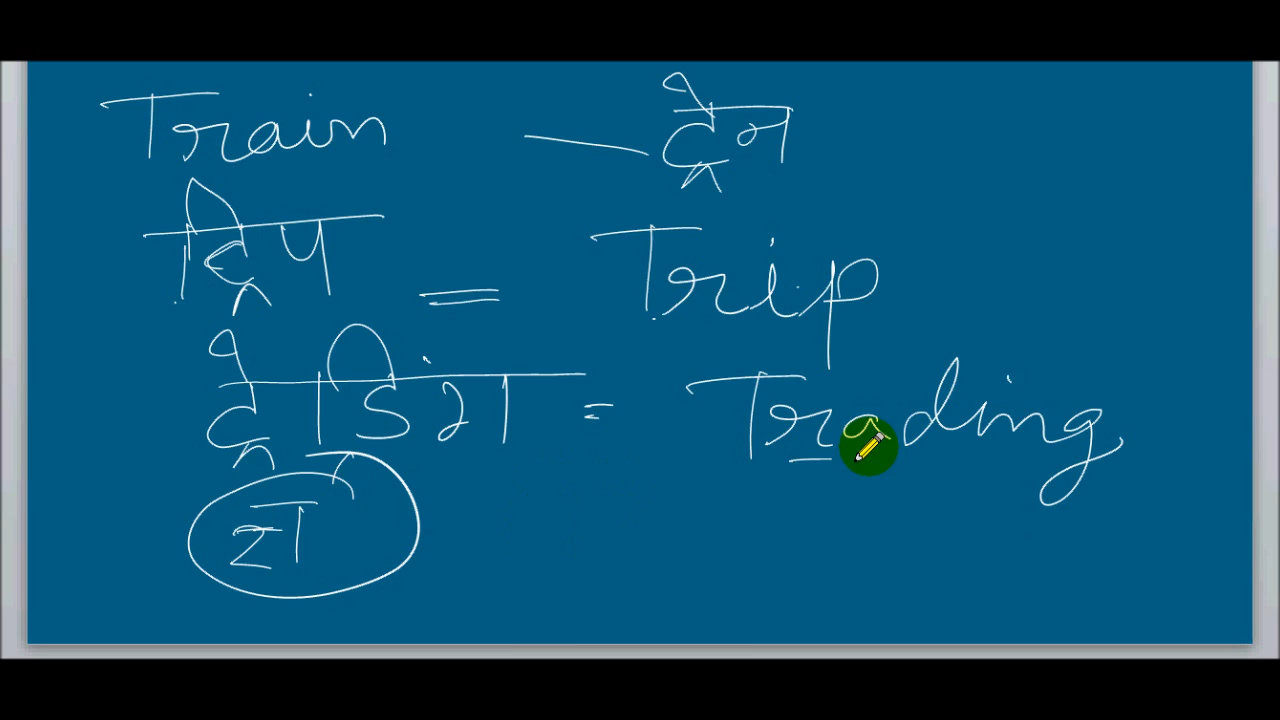 Train — ट्रेन
ट्रिप = Trip
ट्रेडिंग = Trading